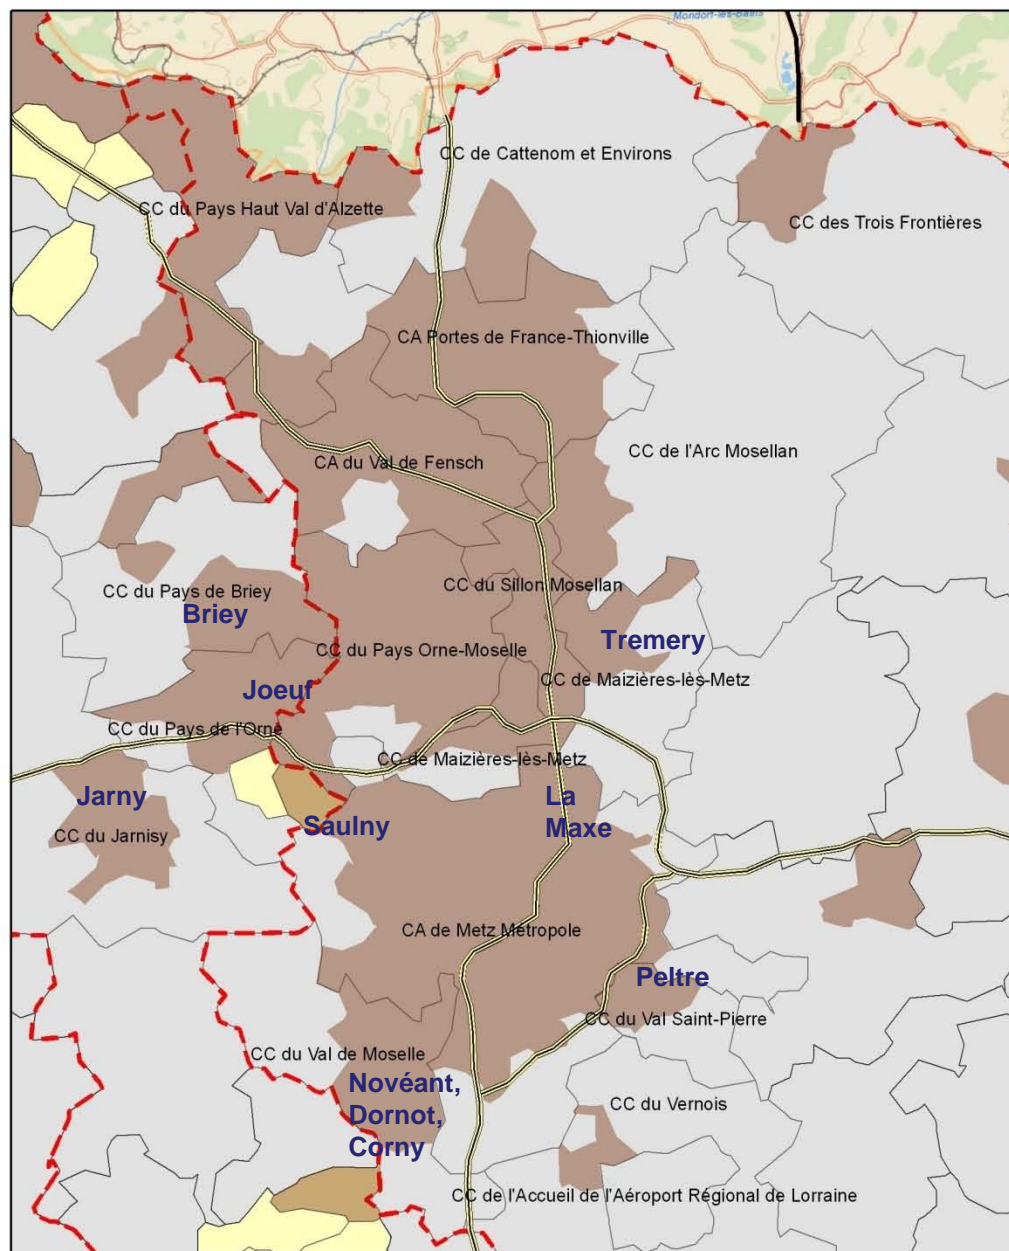 Mondorf-les-Bains
CC de Cattenom et Environs
CC du Pays Haut Val d'Alzette
CC des Trois Frontières
CA Portes de France-Thionville
CC de l'Arc Mosellan
CA du Val de Fensch
CC du Sillon Mosellan
CC du Pays de Briey
Briey
Tremery
CC du Pays Orne-Moselle
CC de Maizières-lès-Metz
Joeuf
CC du Pays de l'Orne
CC de Maizières-lès-Metz
Jarny
La
Maxe
Saulny
CC du Jarnisy
CA de Metz Métropole
Peltre
CC du Val Saint-Pierre
CC du Val de Moselle
Novéant,
Dornot,
Corny
CC du Vernois
CC de l'Accueil de l'Aéroport Régional de Lorraine